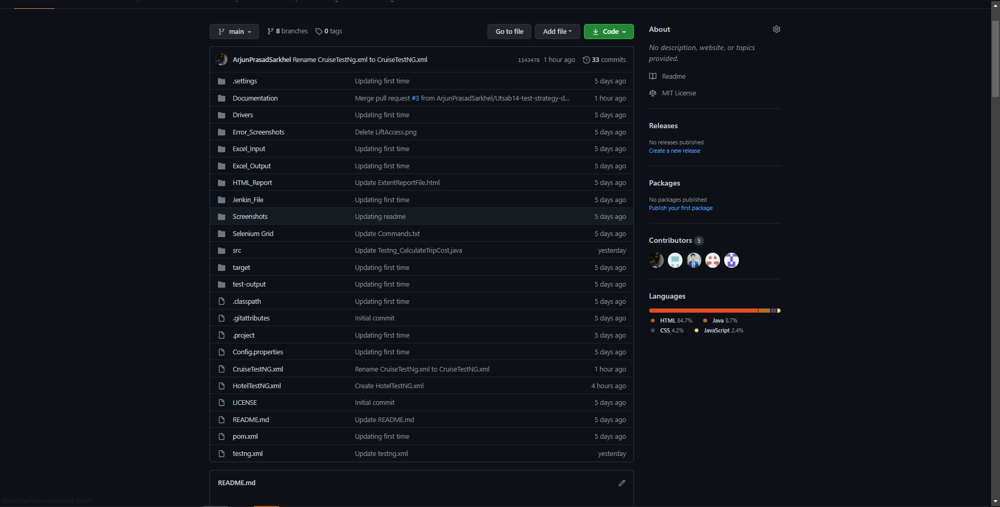 main
8 branches
0 tags
Go to file
Add file
Code
ArjunPrasadSarkhel Rename CruiseTestNg.xml to CruiseTestNG.xml 1143478 1 hour ago 33 commits
.settings Updating first time 5 days ago
Documentation Merge pull request #3 from ArjunPrasadSarkhel/Utsab14-test-strategy-d... 1 hour ago
Drivers Updating first time 5 days ago
Error_Screenshots Delete LiftAccess.png 5 days ago
Excel_Input Updating first time 5 days ago
Excel_Output Updating first time 5 days ago
HTML_Report Update ExtentReportFile.html 5 days ago
Jenkin_File Updating first time 5 days ago
Screenshots Updating readme 5 days ago
Selenium Grid Update Commands.txt 5 days ago
src Update Testng_CalculateTripCost.java yesterday
target Updating first time 5 days ago
test-output Updating first time 5 days ago
.classpath Updating first time 5 days ago
.gitattributes Initial commit 5 days ago
.project Updating first time 5 days ago
Config.properties Updating first time 5 days ago
CruiseTestNG.xml Rename CruiseTestNg.xml to CruiseTestNG.xml 1 hour ago
HotelTestNG.xml Create HotelTestNG.xml 4 hours ago
LICENSE Initial commit 5 days ago
README.md Update README.md 5 days ago
pom.xml Updating first time 5 days ago
testng.xml Update testng.xml yesterday
README.md
About
No description, website, or topics
provided.
Readme
MIT License
Releases
No releases published
Create a new release
Packages
No packages published
Publish your first package
Contributors 5
Languages
HTML 84.7% Java 8.7%
CSS 4.2% JavaScript 2.4%
https://github.com/Abhijit-Das31